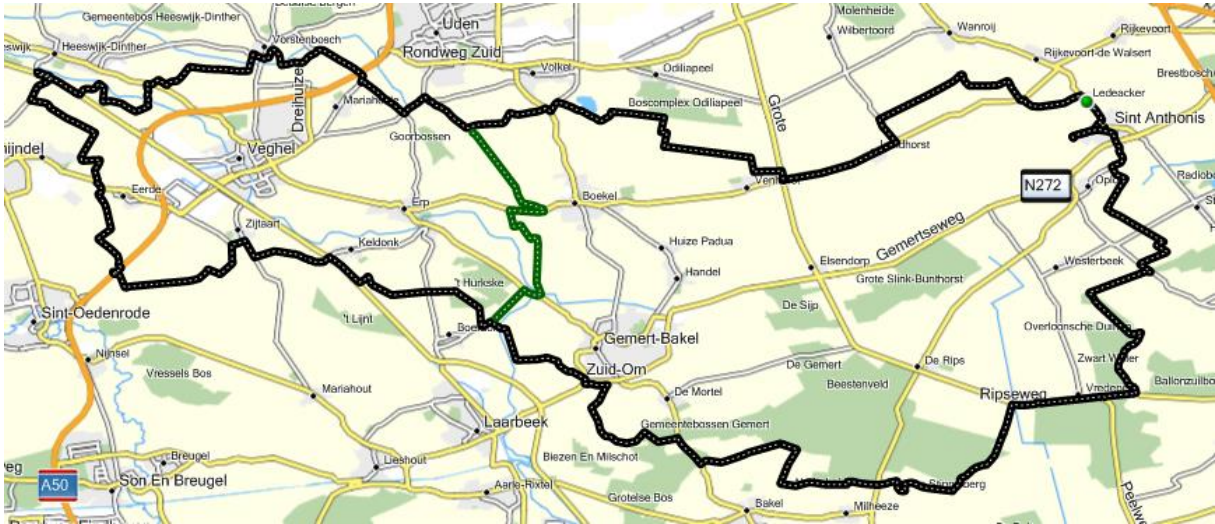 Gemeentebos Heeswijk-Dinther
Uden
Molenheide
Wilbertoord
Wanroij
Rijkevoort
Heeswijk-Dinther
Vorstenbosch
Rondweg Zuid
Rijkevoort-de Walsert
Volkel
Odiliapeel
Ledeacker
Dreihuizen
Boscomplex Odiliapeel
Grote
Sint Anthonis
Goorbossen
Veghel
N272
Eerde
Boekel
Erp
Zijtaart
Keldonk
Huize Padua
Gemertseweg
Handel
Elsendorp
Westerbeek
Grote Slink-Bunthorst
't Hurkske
De Sijp
Sint-Oedenrode
't Lijnt
Gemert-Bakel
Nijnsel
Zuid-Om
De Gemert
De Rips
Vressels Bos
Mariahout
De Mortel
Beestenveld
Ripseweg
Laarbeek
Gemeentebossen Gemert
Breugel
Lieshout
Biezen En Milschot
A50
Son En Breugel
Aarle-Rixtel
Grotelse Bos
Bakel
Milheeze